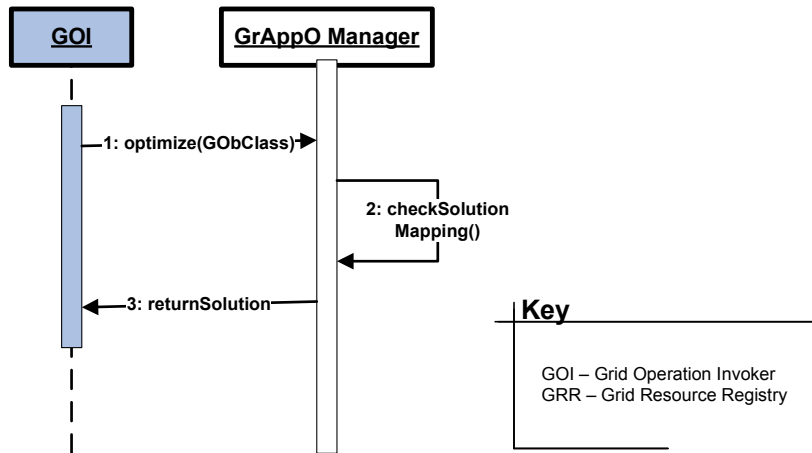 GOI
GrAppO Manager
1: optimize(GObClass)
2: checkSolution
Mapping()
3: returnSolution
Key
GOI – Grid Operation Invoker
GRR – Grid Resource Registry